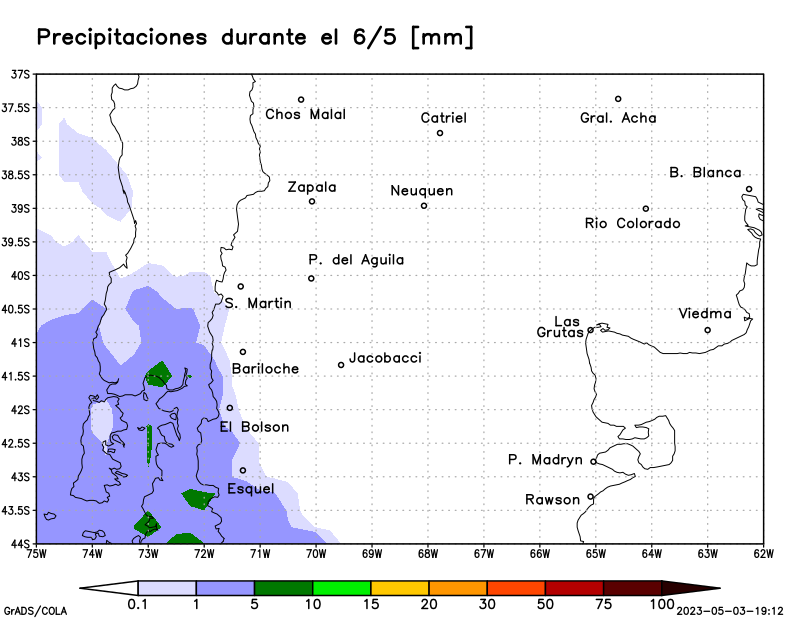 Precipitaciones durante el 6/5 [mm]
37S
37.5S
38S
38.5S
39S
39.5S
40S
40.5S
41S
41.5S
42S
42.5S
43S
43.5S
44S
Chos Malal
Catriel
Gral. Acha
B. Blanca
Zapala
Neuquen
Rio Colorado
P. del Aguila
S. Martin
Viedma
Las
Grutas
Jacobacci
Bariloche
El Bolson
P. Madryn
Esquel
Rawson
75W 74W 73W 72W 71W 70W 69W 68W 67W 66W 65W 64W 63W 62W
0.1 1 5 10 15 20 30 50 75 100
GrADS/COLA
2023-05-03-19:12